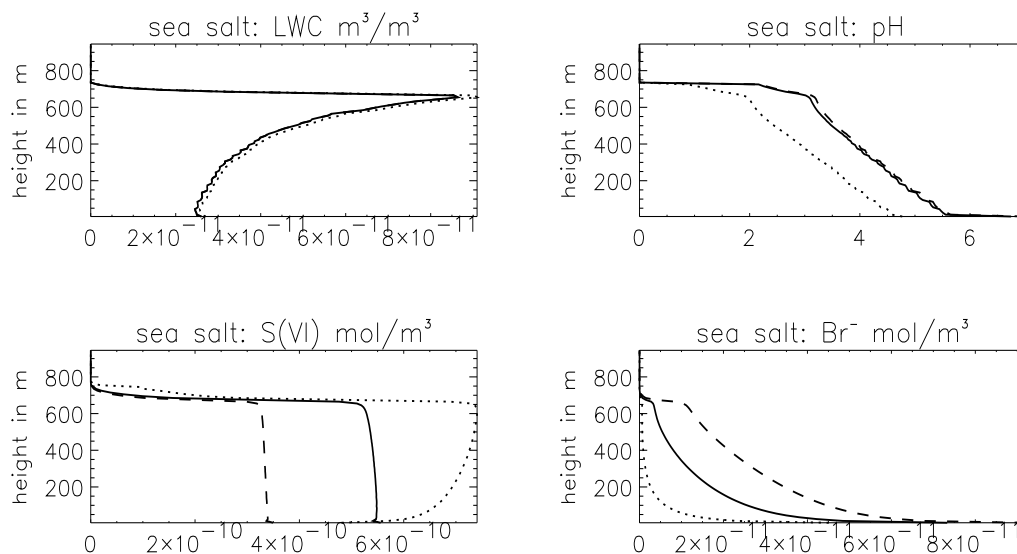 sea salt: LWC m³/m³
height in m
800
600
400
200
0 2×10⁻¹¹ 4×10⁻¹¹ 6×10⁻¹¹ 8×10⁻¹¹
sea salt: pH
height in m
800
600
400
200
0 2 4 6
sea salt: S(VI) mol/m³
height in m
800
600
400
200
0 2×10⁻¹⁰ 4×10⁻¹⁰ 6×10⁻¹⁰
sea salt: Br⁻ mol/m³
height in m
800
600
400
200
0 2×10⁻¹¹ 4×10⁻¹¹ 6×10⁻¹¹ 8×10⁻¹¹